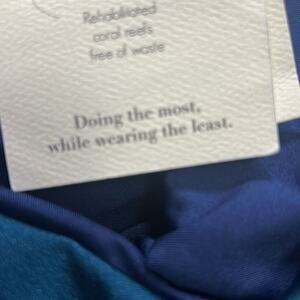 Rehabilitated
coral reefs
free of waste
Doing the most,
while wearing the least.